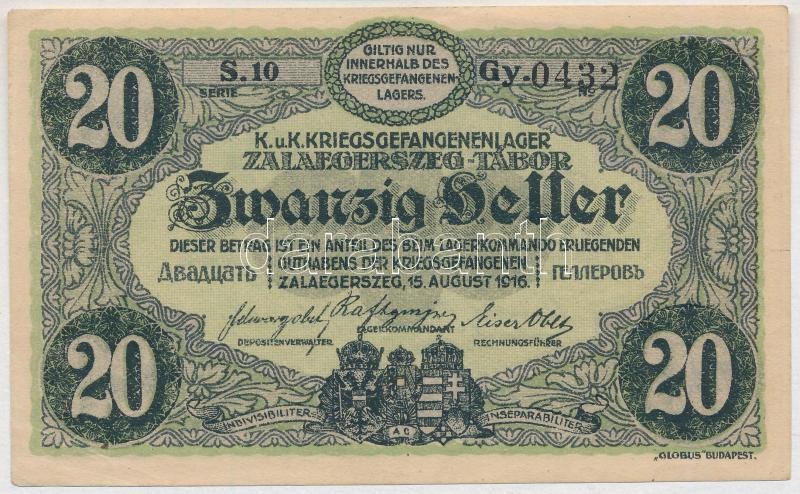 20
S.10
SERIE
GILTIG NUR
INNERHALB DES
KRIEGSGEFANGENEN-
LAGERS.
Gy.-0432
Nº
20
K.u.K.KRIEGSGEFANGENENLAGER
ZALAEGERSZEG-TÁBOR
Zwanzig Heller
DIESER BETRAG IST EIN ANTEIL DES BEIM LAGERKOMMANDO ERLIEGENDEN
Двадцать GUTHABENS DER KRIEGSGEFANGENEN. ГЕЛЛЕРОВЪ
ZALAEGERSZEG, 15. AUGUST 1916.
darabanth
LAGERKOMMANDANT
DEPOSITENVERWALTER RECHNUNGSFÜHRER
20
INDIVISIBILITER AC INSEPARABILITER
20
„GLOBUS" BUDAPEST.